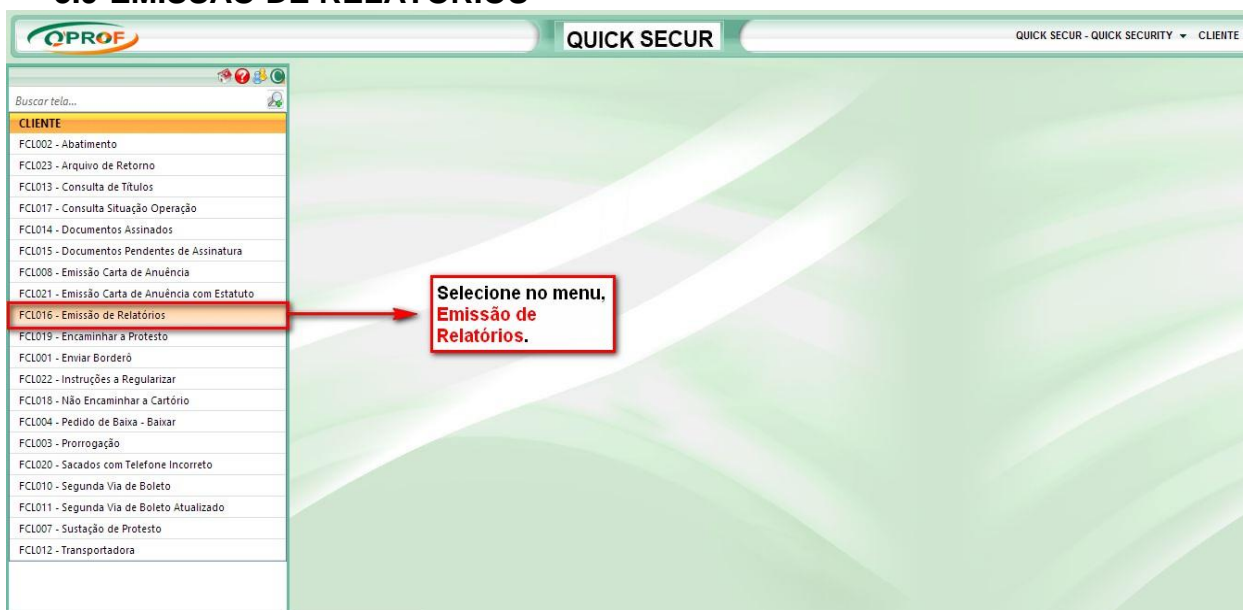 EMISSÃO DE RELATÓRIOS
QPROF
QUICK SECUR
QUICK SECUR - QUICK SECURITY CLIENTE
Buscar tela...
CLIENTE
FCL002 - Abatimento
FCL023 - Arquivo de Retorno
FCL013 - Consulta de Títulos
FCL017 - Consulta Situação Operação
FCL014 - Documentos Assinados
FCL015 - Documentos Pendentes de Assinatura
FCL008 - Emissão Carta de Anuência
FCL021 - Emissão Carta de Anuência com Estatuto
FCL016 - Emissão de Relatórios
FCL019 - Encaminhar a Protesto
FCL001 - Enviar Borderô
FCL022 - Instruções a Regularizar
FCL018 - Não Encaminhar a Cartório
FCL004 - Pedido de Baixa - Baixar
FCL003 - Prorrogação
FCL020 - Sacados com Telefone Incorreto
FCL010 - Segunda Via de Boleto
FCL011 - Segunda Via de Boleto Atualizado
FCL007 - Sustação de Protesto
FCL012 - Transportadora
Selecione no menu,
Emissão de
Relatórios.